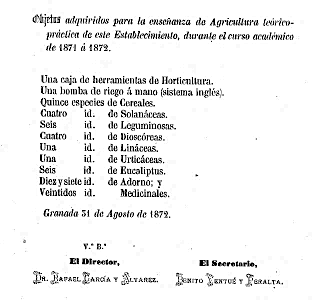 Objetos adquiridos para la enseñanza de Agricultura teórico-
práctica de este Establecimiento, durante el curso académico
de 1871 á 1872.
Una caja de herramientas de Horticultura.
Una bomba de riego á mano (sistema inglés).
Quince especies de Cereales.
Cuatro id. de Solanáceas.
Seis id. de Leguminosas.
Cuatro id. de Dioscóreas.
Una id. de Lináceas.
Una id. de Urticáceas.
Seis id. de Eucaliptus.
Diez y siete id. de Adorno; y
Veintidos id. Medicinales.
Granada 31 de Agosto de 1872.
V.º B.º
El Director, El Secretario,
Dr. Rafael García y Alvarez. Benito Ventué y Peralta.